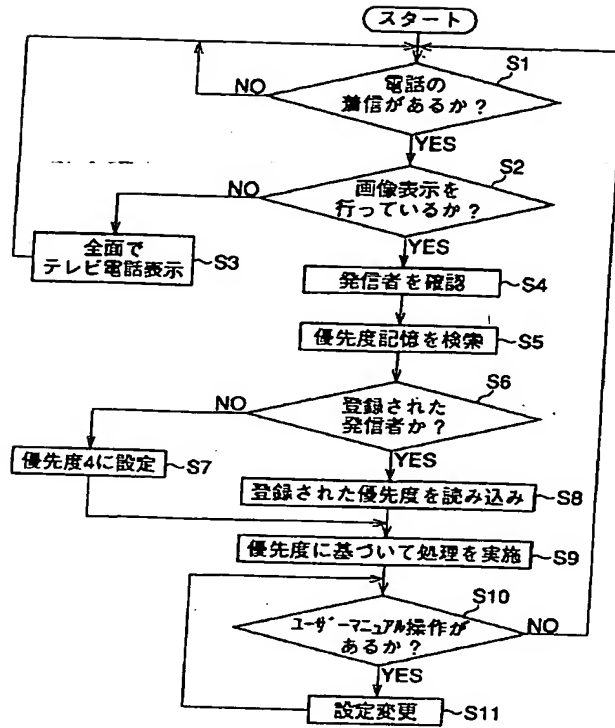 スタート
S1
電話の
着信があるか？
NO
YES
S2
画像表示を
行っているか？
NO
YES
全面で
テレビ電話表示
S3
発信者を確認
S4
優先度記憶を検索
S5
S6
登録された
発信者か？
NO
YES
優先度4に設定
S7
登録された優先度を読み込み
S8
優先度に基づいて処理を実施
S9
S10
ユーザーマニュアル操作が
あるか？
NO
YES
設定変更
S11